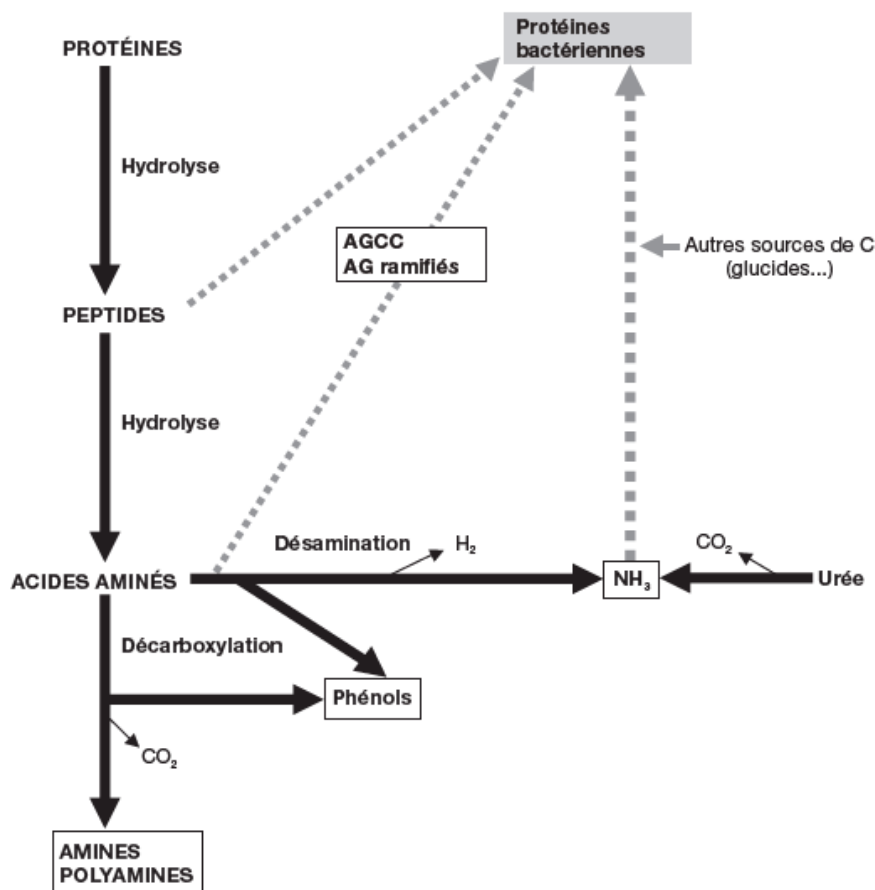 PROTÉINES
Protéines
bactériennes
Hydrolyse
AGCC
AG ramifiés
Autres sources de C
(glucides...)
PEPTIDES
Hydrolyse
Désamination
H₂
CO₂
ACIDES AMINÉS
NH₃
Urée
Décarboxylation
Phénols
CO₂
AMINES
POLYAMINES